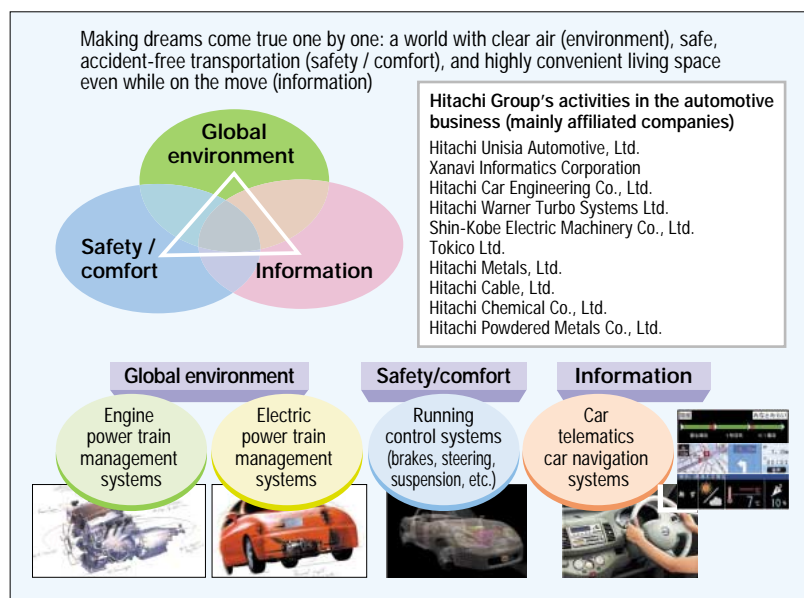 Making dreams come true one by one: a world with clear air (environment), safe,
accident-free transportation (safety / comfort), and highly convenient living space
even while on the move (information)
Global
environment
Safety /
comfort
Information
Hitachi Group's activities in the automotive
business (mainly affiliated companies)
Hitachi Unisia Automotive, Ltd.
Xanavi Informatics Corporation
Hitachi Car Engineering Co., Ltd.
Hitachi Warner Turbo Systems Ltd.
Shin-Kobe Electric Machinery Co., Ltd.
Tokico Ltd.
Hitachi Metals, Ltd.
Hitachi Cable, Ltd.
Hitachi Chemical Co., Ltd.
Hitachi Powdered Metals Co., Ltd.
Global environment
Safety/comfort
Information
Engine
power train
management
systems
Electric
power train
management
systems
Running
control systems
(brakes, steering,
suspension, etc.)
Car
telematics
car navigation
systems
7℃
10%